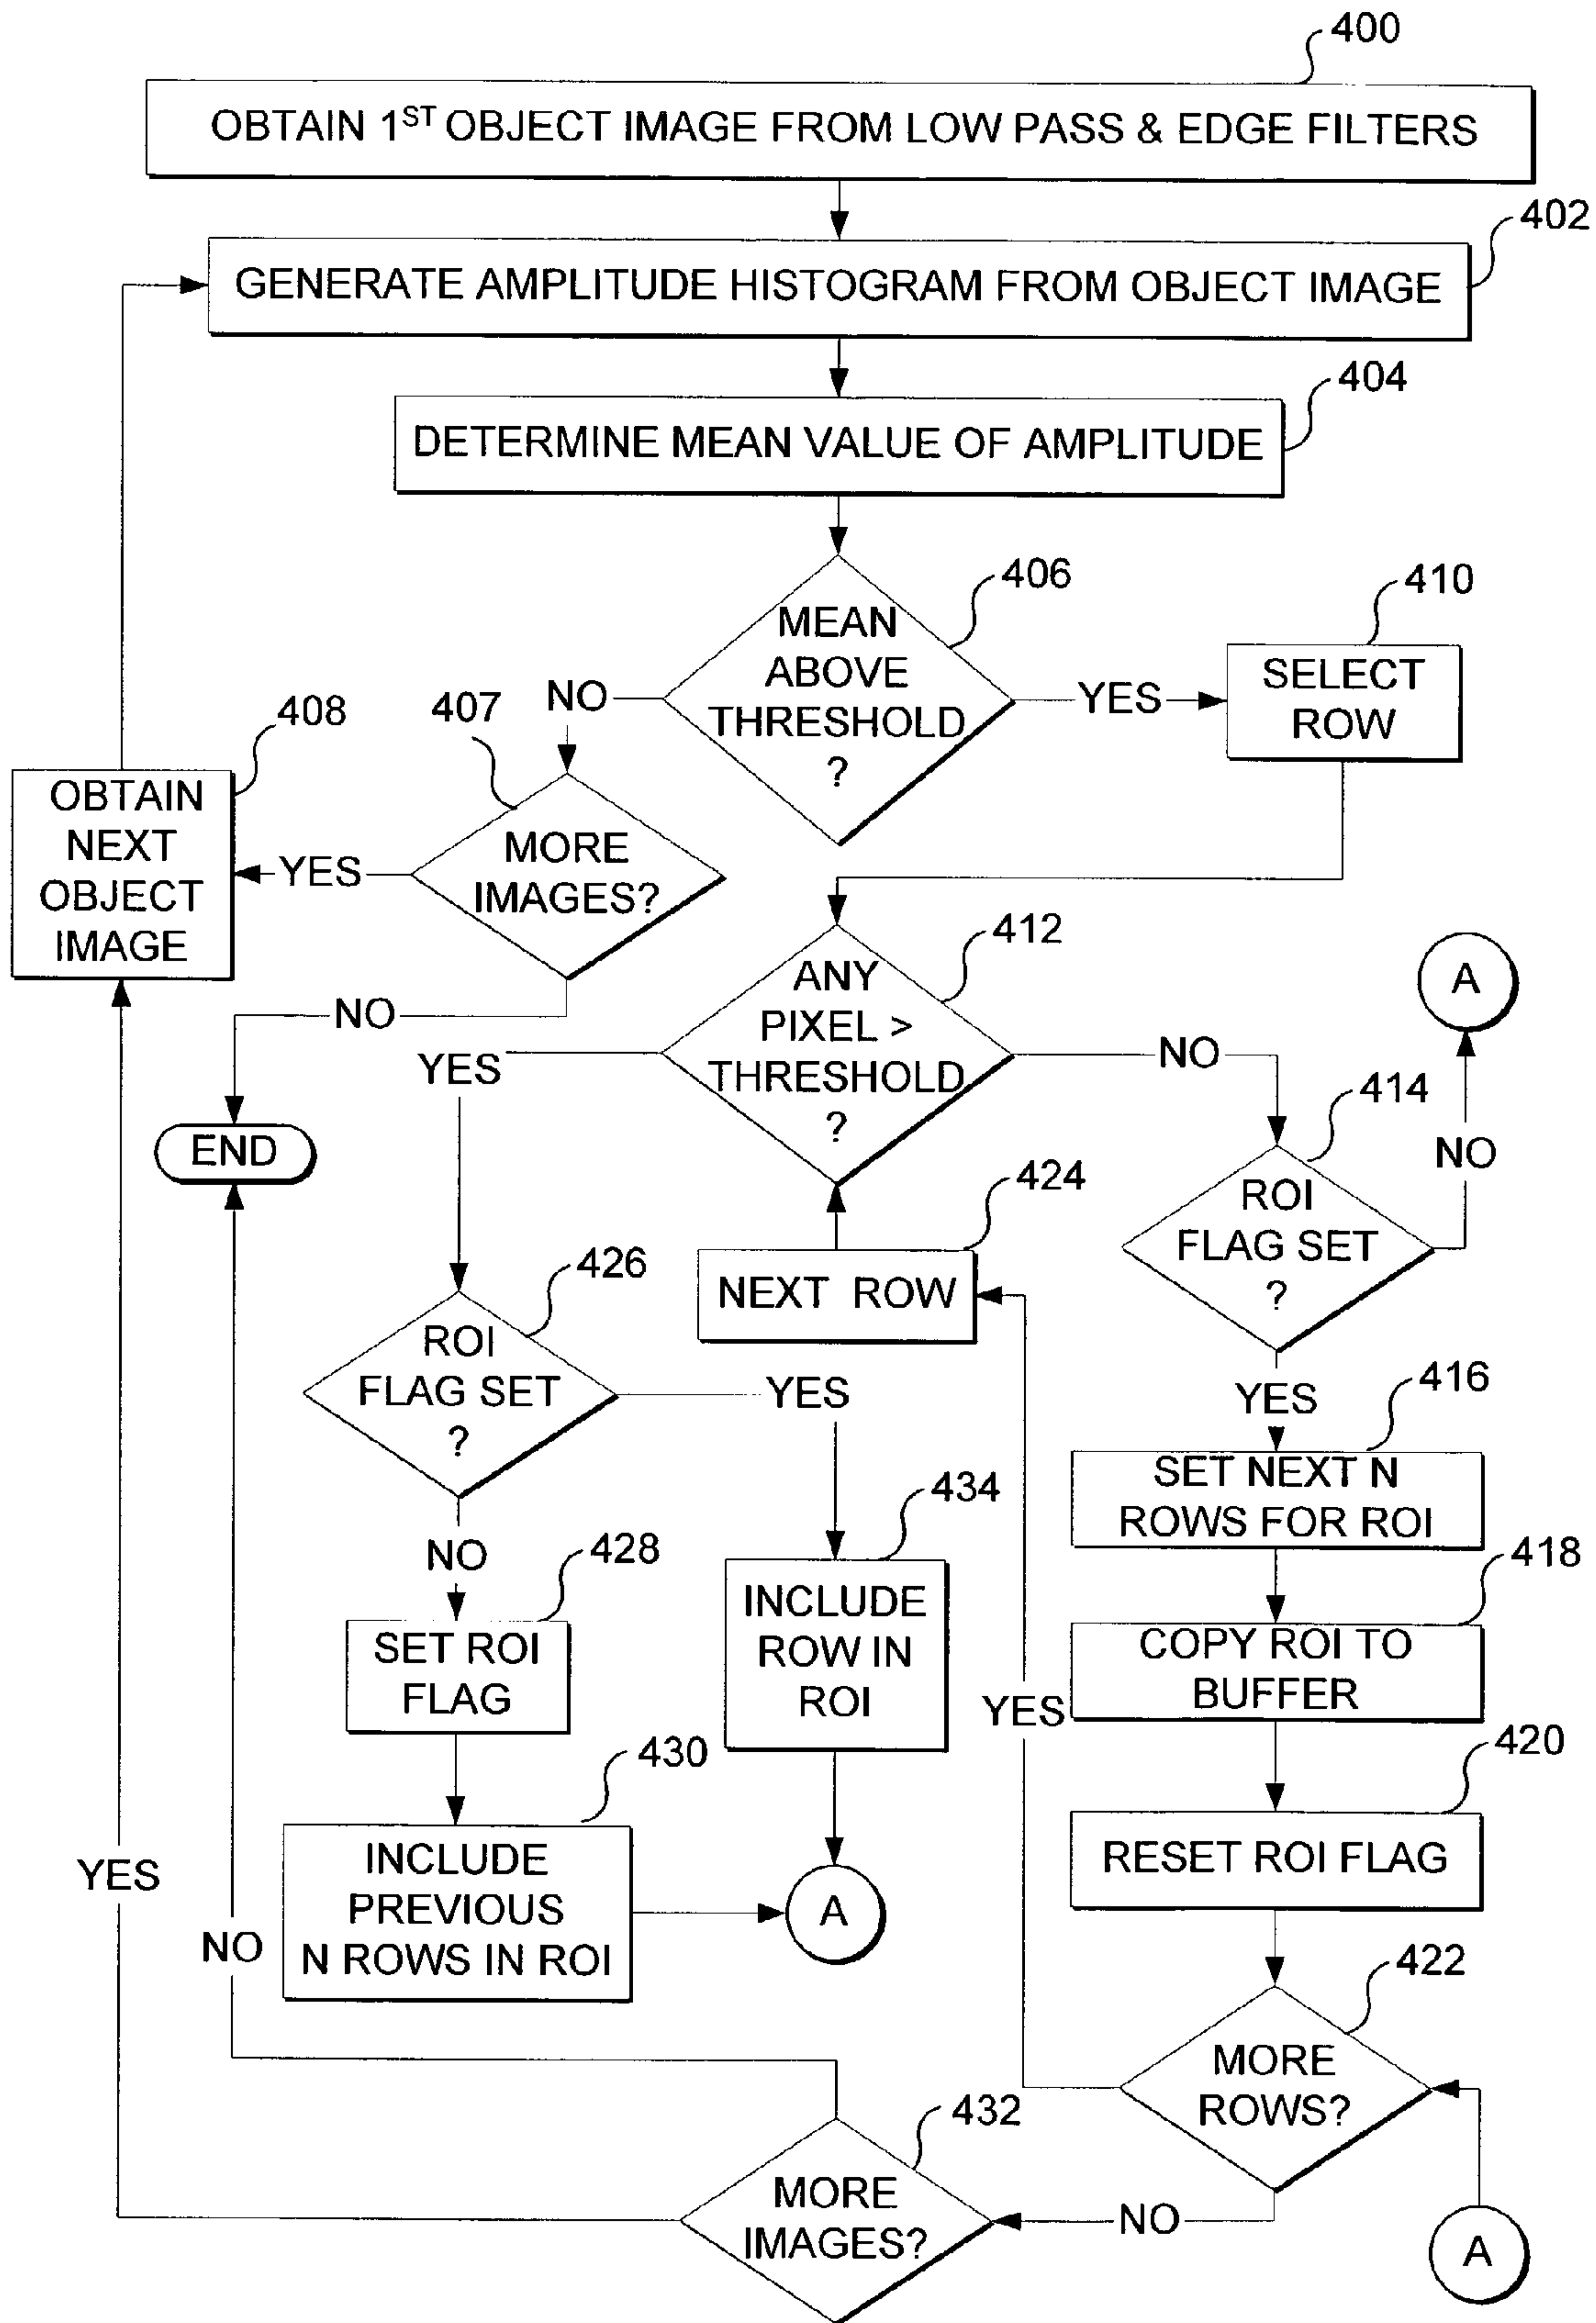 400
OBTAIN 1ST OBJECT IMAGE FROM LOW PASS & EDGE FILTERS
402
GENERATE AMPLITUDE HISTOGRAM FROM OBJECT IMAGE
404
DETERMINE MEAN VALUE OF AMPLITUDE
406
MEAN
ABOVE
THRESHOLD
?
NO
YES
410
SELECT
ROW
408
OBTAIN
NEXT
OBJECT
IMAGE
407
MORE
IMAGES?
YES
NO
END
412
ANY
PIXEL >
THRESHOLD
?
YES
NO
A
NO
414
ROI
FLAG SET
?
YES
424
NEXT ROW
426
ROI
FLAG SET
?
YES
NO
416
SET NEXT N
ROWS FOR ROI
418
COPY ROI TO
BUFFER
420
RESET ROI FLAG
428
SET ROI
FLAG
434
INCLUDE
ROW IN
ROI
YES
430
INCLUDE
PREVIOUS
N ROWS IN ROI
A
YES
NO
422
MORE
ROWS?
432
MORE
IMAGES?
NO
A